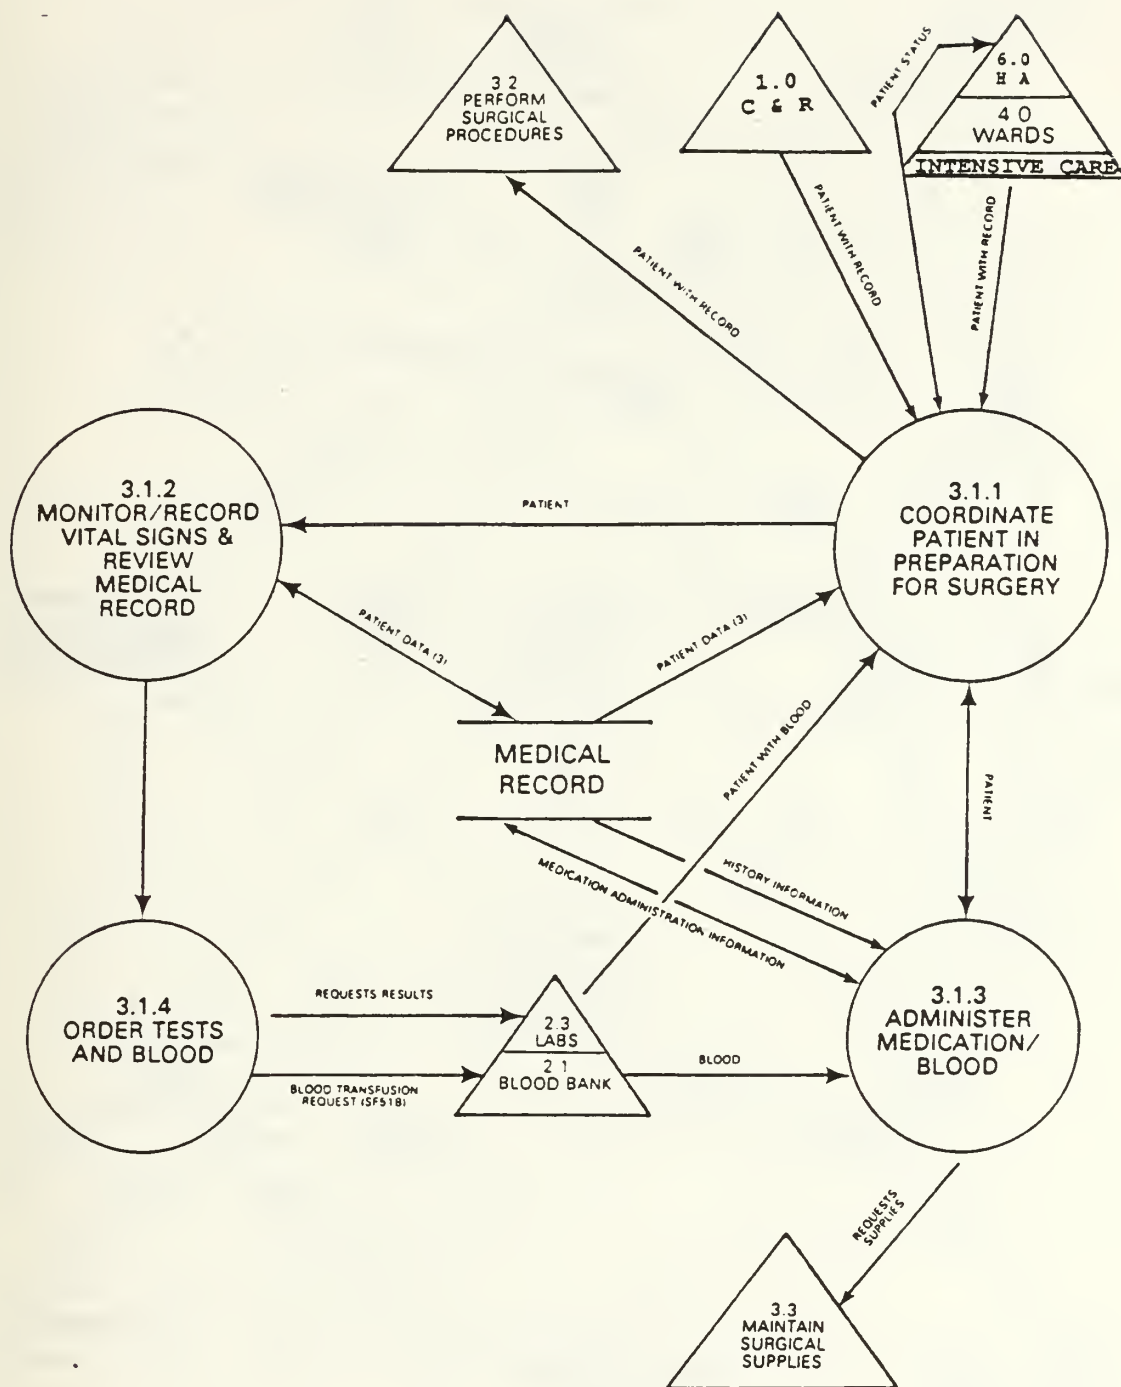 3.2
PERFORM
SURGICAL
PROCEDURES
1.0
C & R
PATIENT STATUS
6.0
H A
4 0
WARDS
INTENSIVE CARE
PATIENT WITH RECORD
PATIENT WITH RECORD
PATIENT WITH RECORD
3.1.2
MONITOR/RECORD
VITAL SIGNS &
REVIEW
MEDICAL
RECORD
PATIENT
3.1.1
COORDINATE
PATIENT IN
PREPARATION
FOR SURGERY
PATIENT DATA (3)
PATIENT DATA (3)
MEDICAL
RECORD
PATIENT WITH BLOOD
PATIENT
HISTORY INFORMATION
MEDICATION ADMINISTRATION INFORMATION
3.1.4
ORDER TESTS
AND BLOOD
REQUESTS RESULTS
BLOOD TRANSFUSION
REQUEST (SF518)
2.3
LABS
2 1
BLOOD BANK
BLOOD
3.1.3
ADMINISTER
MEDICATION/
BLOOD
REQUESTS
SUPPLIES
3.3
MAINTAIN
SURGICAL
SUPPLIES